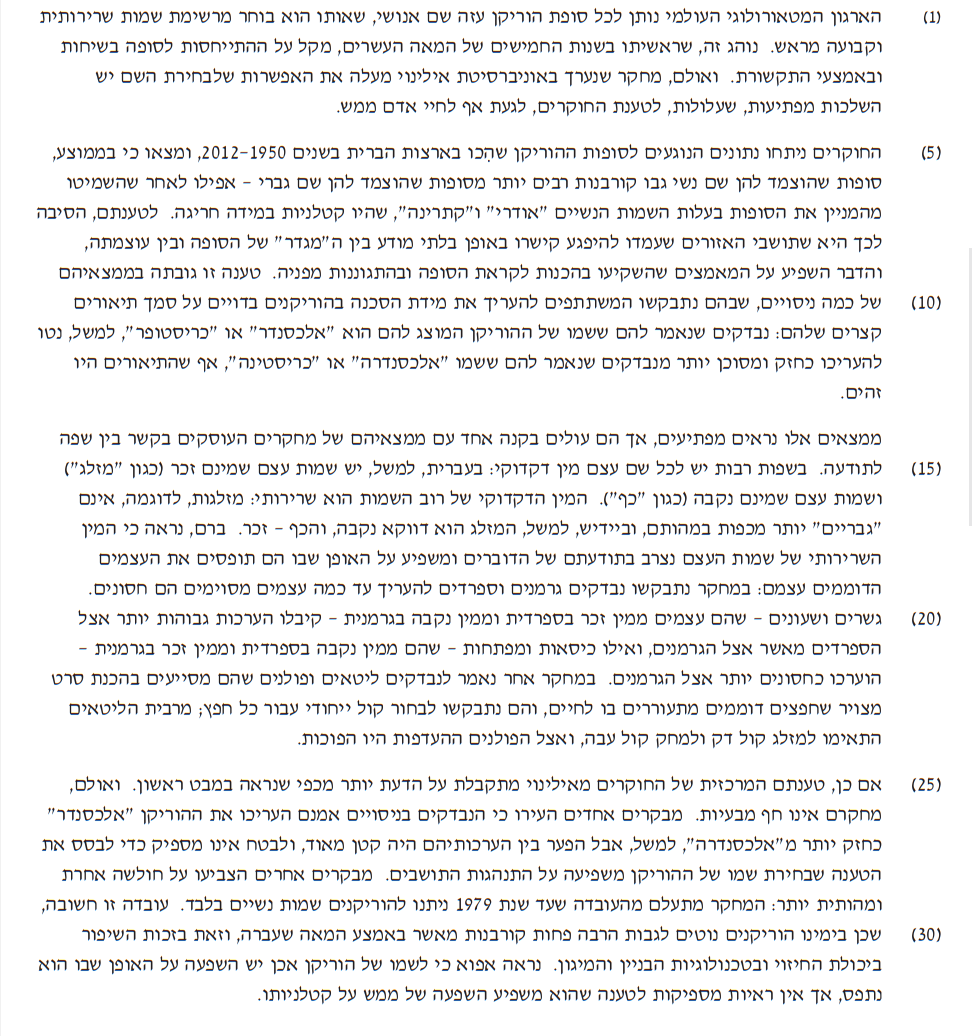 (1) הארגון המטאורולוגי העולמי נותן לכל סופת הוריקן עזה שם אנושי, שאותו הוא בוחר מרשימת שמות שרירותית
וקבועה מראש. נוהג זה, שראשיתו בשנות החמישים של המאה העשרים, מקל על ההתייחסות לסופה בשיחות
ובאמצעי התקשורת. ואולם, מחקר שנערך באוניברסיטת אילינוי מעלה את האפשרות שלבחירת השם יש
השלכות מפתיעות, שעלולות, לטענת החוקרים, לגעת אף לחיי אדם ממש.
(5) החוקרים ניתחו נתונים הנוגעים לסופות ההוריקן שהִכו בארצות הברית בשנים 1950–2012, ומצאו כי בממוצע,
סופות שהוצמד להן שם נשי גבו קורבנות רבים יותר מסופות שהוצמד להן שם גברי – אפילו לאחר שהשמיטו
מהמניין את הסופות בעלות השמות הנשיים "אודרי" ו"קתרינה", שהיו קטלניות במידה חריגה. לטענתם, הסיבה
לכך היא שתושבי האזורים שעמדו להיפגע קישרו באופן בלתי מודע בין ה"מגדר" של הסופה ובין עוצמתה,
והדבר השפיע על המאמצים שהשקיעו בהכנות לקראת הסופה ובהתגוננות מפניה. טענה זו גובתה בממצאיהם
(10) של כמה ניסויים, שבהם נתבקשו המשתתפים להעריך את מידת הסכנה בהוריקנים בדויים על סמך תיאורים
קצרים שלהם: נבדקים שנאמר להם ששמו של ההוריקן המוצג להם הוא "אלכסנדר" או "כריסטופר", למשל, נטו
להעריכו כחזק ומסוכן יותר מנבדקים שנאמר להם ששמו "אלכסנדרה" או "כריסטינה", אף שהתיאורים היו
זהים.
ממצאים אלו נראים מפתיעים, אך הם עולים בקנה אחד עם ממצאיהם של מחקרים העוסקים בקשר בין שפה
(15) לתודעה. בשפות רבות יש לכל שם עצם מין דקדוקי: בעברית, למשל, יש שמות עצם שמינם זכר (כגון "מזלג")
ושמות עצם שמינם נקבה (כגון "כף"). המין הדקדוקי של רוב השמות הוא שרירותי: מזלגות, לדוגמה, אינם
"גבריים" יותר מכפות במהותם, וביידיש, למשל, המזלג הוא דווקא נקבה, והכף – זכר. ברם, נראה כי המין
השרירותי של שמות העצם נצרב בתודעתם של הדוברים ומשפיע על האופן שבו הם תופסים את העצמים
הדוממים עצמם: במחקר נתבקשו נבדקים גרמנים וספרדים להעריך עד כמה עצמים מסוימים הם חסונים.
(20) גשרים ושעונים – שהם עצמים ממין זכר בספרדית וממין נקבה בגרמנית – קיבלו הערכות גבוהות יותר אצל
הספרדים מאשר אצל הגרמנים, ואילו כיסאות ומפתחות – שהם ממין נקבה בספרדית וממין זכר בגרמנית –
הוערכו כחסונים יותר אצל הגרמנים. במחקר אחר נאמר לנבדקים ליטאים ופולנים שהם מסייעים בהכנת סרט
מצויר שחפצים דוממים מתעוררים בו לחיים, והם נתבקשו לבחור קול ייחודי עבור כל חפץ; מרבית הליטאים
התאימו למזלג קול דק ולמחק קול עבה, ואצל הפולנים ההעדפות היו הפוכות.
(25) אם כן, טענתם המרכזית של החוקרים מאילינוי מתקבלת על הדעת יותר מכפי שנראה במבט ראשון. ואולם,
מחקרם אינו חף מבעיות. מבקרים אחדים העירו כי הנבדקים בניסויים אמנם העריכו את ההוריקן "אלכסנדר"
כחזק יותר מ"אלכסנדרה", למשל, אבל הפער בין הערכותיהם היה קטן מאוד, ולבטח אינו מספיק כדי לבסס את
הטענה שבחירת שמו של ההוריקן משפיעה על התנהגות התושבים. מבקרים אחרים הצביעו על חולשה אחרת
ומהותית יותר: המחקר מתעלם מהעובדה שעד שנת 1979 ניתנו להוריקנים שמות נשיים בלבד. עובדה זו חשובה,
(30) שכן בימינו הוריקנים נוטים לגבות הרבה פחות קורבנות מאשר באמצע המאה שעברה, וזאת בזכות השיפור
ביכולת החיזוי ובטכנולוגיות הבניין והמיגון. נראה אפוא כי לשמו של הוריקן אכן יש השפעה על האופן שבו הוא
נתפס, אך אין ראיות מספיקות לטענה שהוא משפיע השפעה של ממש על קטלניותו.